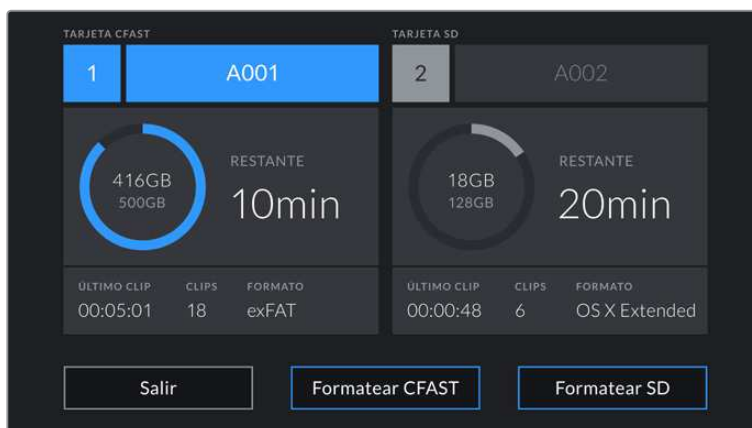 TARJETA CFAST
1 A001
416GB
500GB
RESTANTE
10min
ÚLTIMO CLIP CLIPS FORMATO
00:05:01 18 exFAT
TARJETA SD
2 A002
18GB
128GB
RESTANTE
20min
ÚLTIMO CLIP CLIPS FORMATO
00:00:48 6 OS X Extended
Salir Formatear CFAST Formatear SD